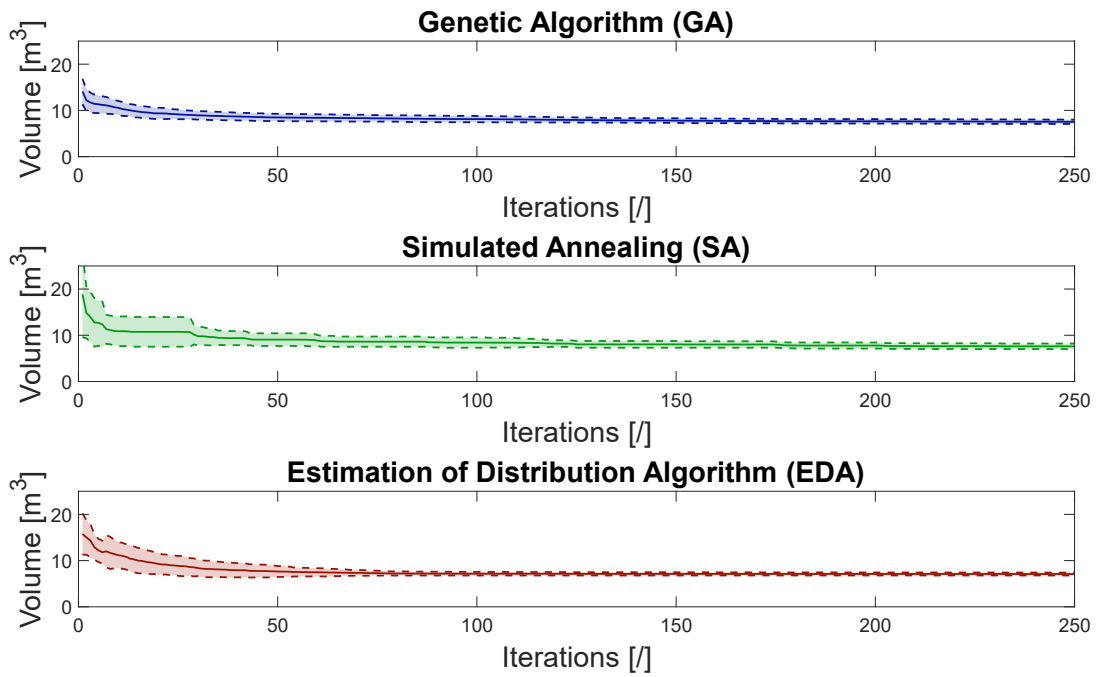 Genetic Algorithm (GA)
Volume [m³]
20
10
0
0 50 100 150 200 250
Iterations [/]
Simulated Annealing (SA)
Volume [m³]
20
10
0
0 50 100 150 200 250
Iterations [/]
Estimation of Distribution Algorithm (EDA)
Volume [m³]
20
10
0
0 50 100 150 200 250
Iterations [/]